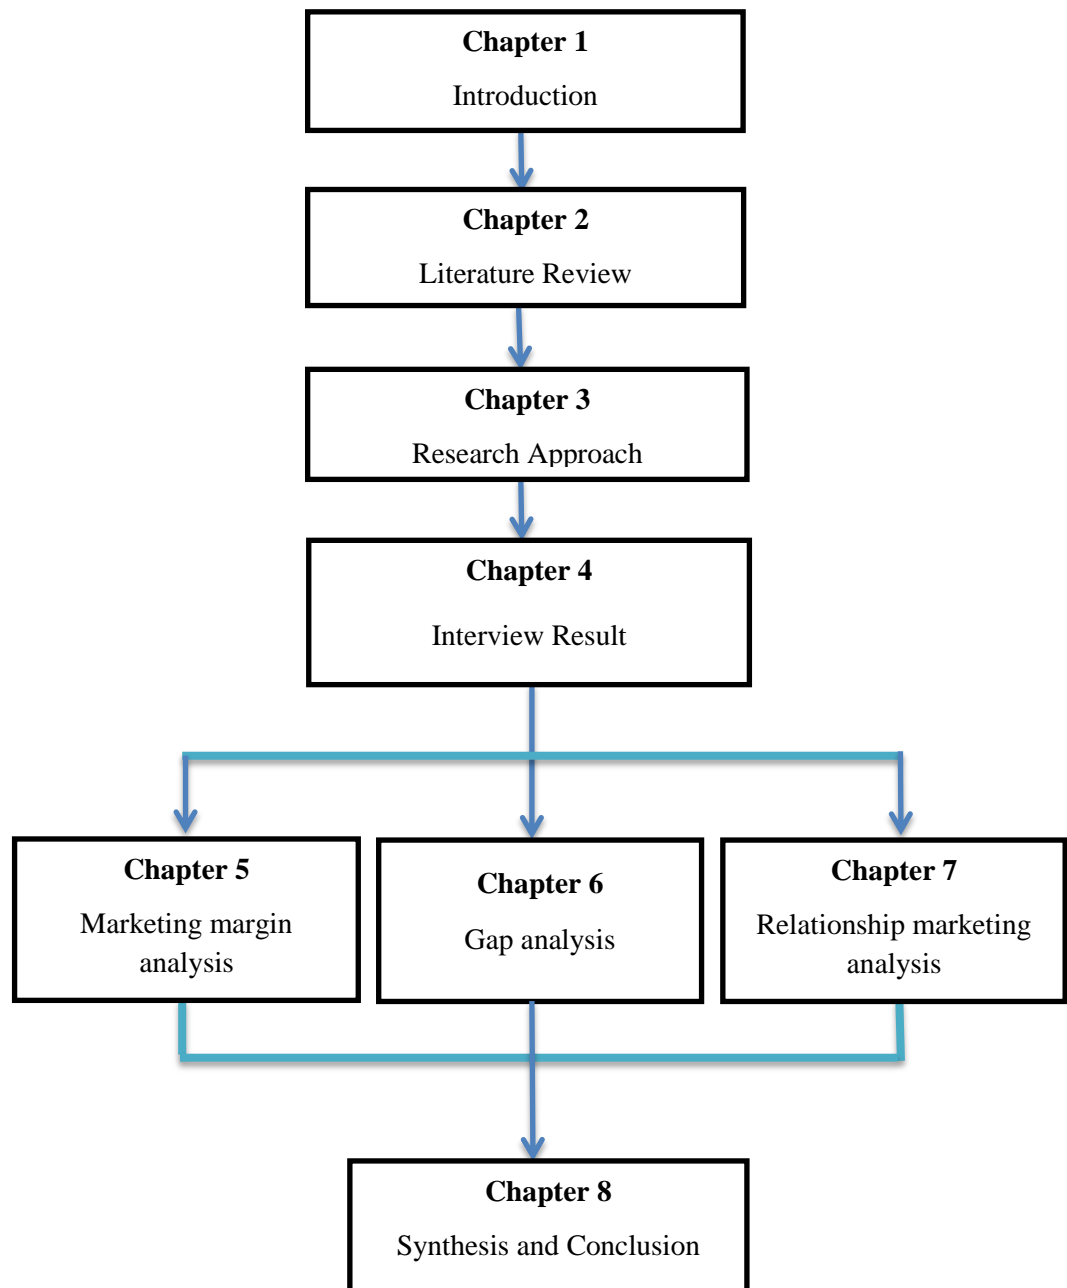 Chapter 1
Introduction
Chapter 2
Literature Review
Chapter 3
Research Approach
Chapter 4
Interview Result
Chapter 5
Marketing margin
analysis
Chapter 6
Gap analysis
Chapter 7
Relationship marketing
analysis
Chapter 8
Synthesis and Conclusion